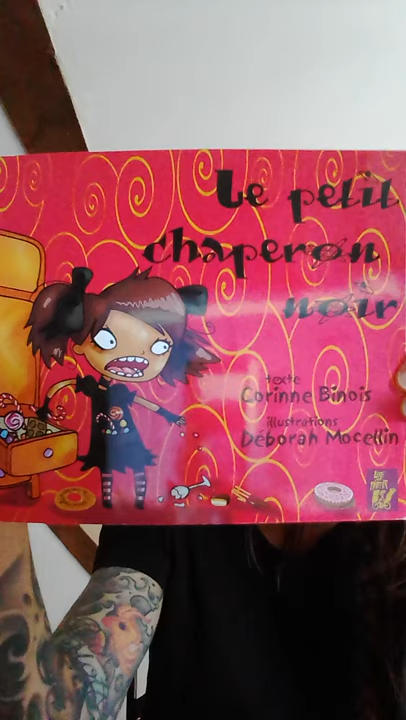 Le petit
chaperon
noir
texte
Corinne Binois
illustrations
Déborah Mocellin